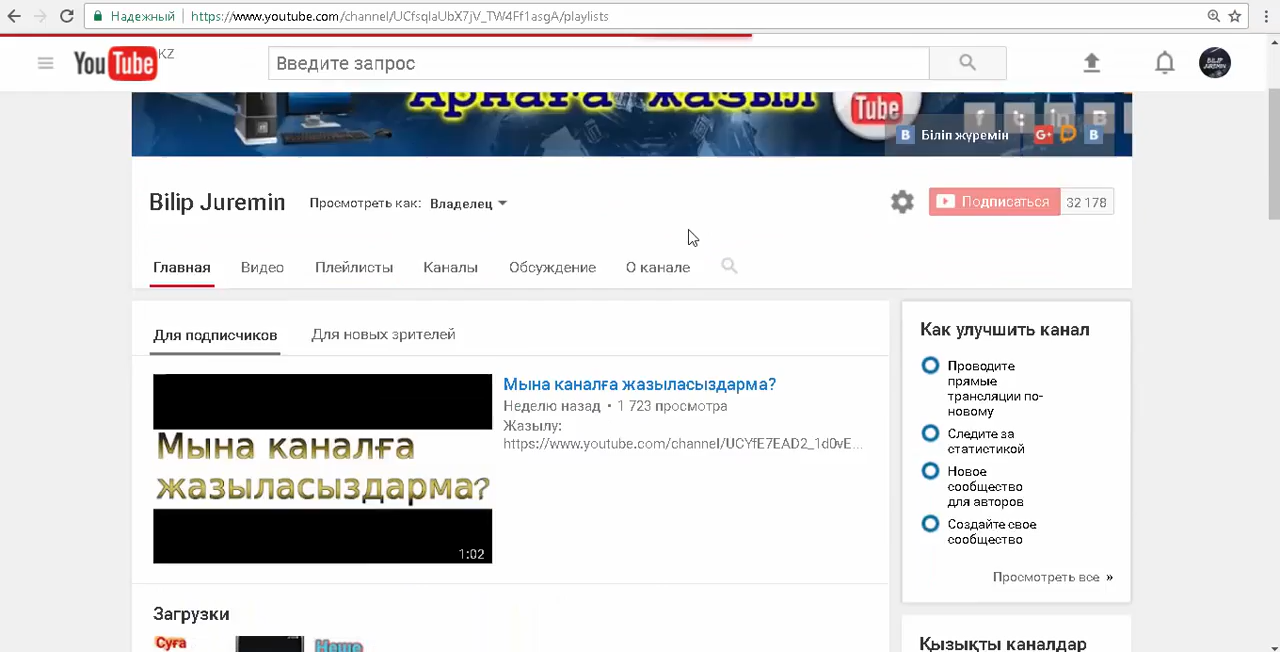 Надежный https://www.youtube.com/channel/UCfsqIaUbX7jV_TW4Ff1asgA/playlists
YouTube KZ
Введите запрос
Арнаға жазыл
Tube
Біліп жүремін
Bilip Juremin
Просмотреть как: Владелец
Подписаться 32 178
Главная Видео Плейлисты Каналы Обсуждение О канале
Для подписчиков Для новых зрителей
Мына каналға жазыласыздарма?
Неделю назад • 1 723 просмотра
Жазылу:
https://www.youtube.com/channel/UCYfE7EAD2_1d0vE...
Мына каналға
жазыласыздарма?
1:02
Загрузки
Суға
Неше
Как улучшить канал
Проводите
прямые
трансляции по-
новому
Следите за
статистикой
Новое
сообщество
для авторов
Создайте свое
сообщество
Просмотреть все »
Қызықты каналдар